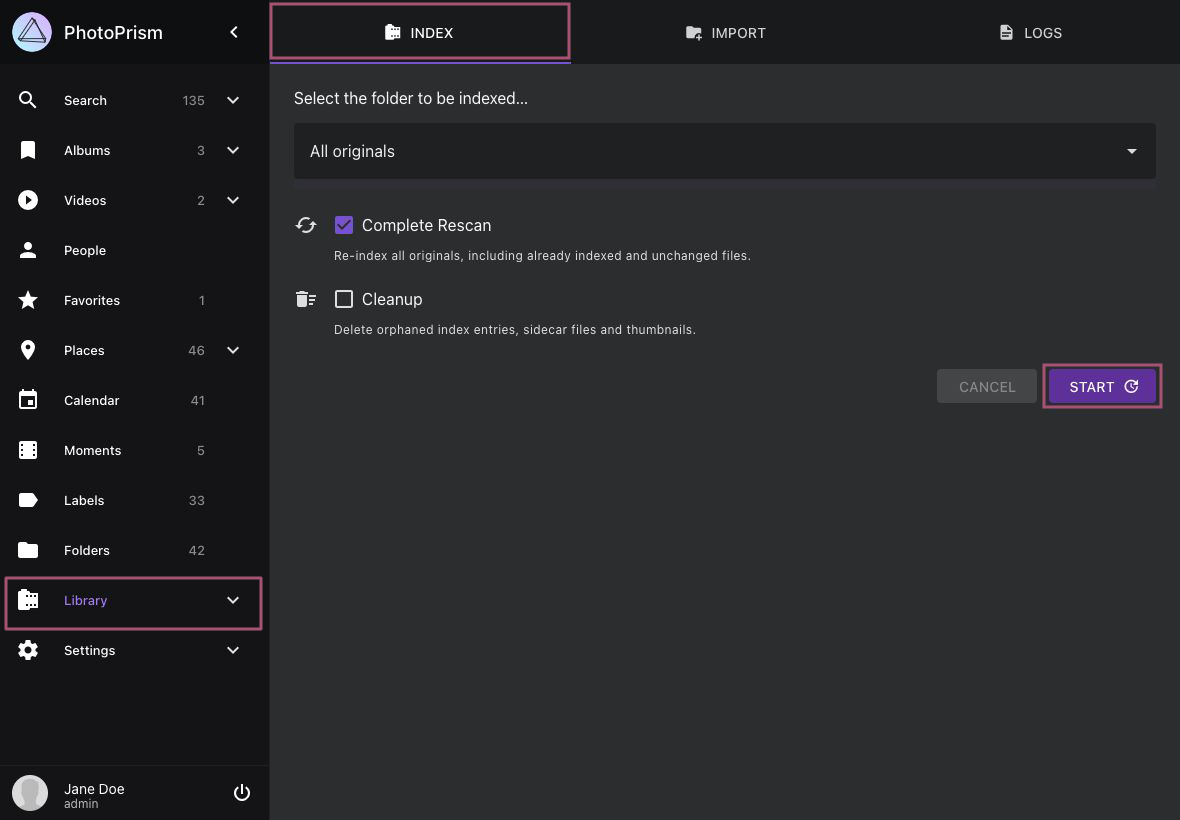 PhotoPrism
INDEX
IMPORT
LOGS
Search 135
Albums 3
Videos 2
People
Favorites 1
Places 46
Calendar 41
Moments 5
Labels 33
Folders 42
Library
Settings
Jane Doe
admin
Select the folder to be indexed...
All originals
Complete Rescan
Re-index all originals, including already indexed and unchanged files.
Cleanup
Delete orphaned index entries, sidecar files and thumbnails.
CANCEL
START